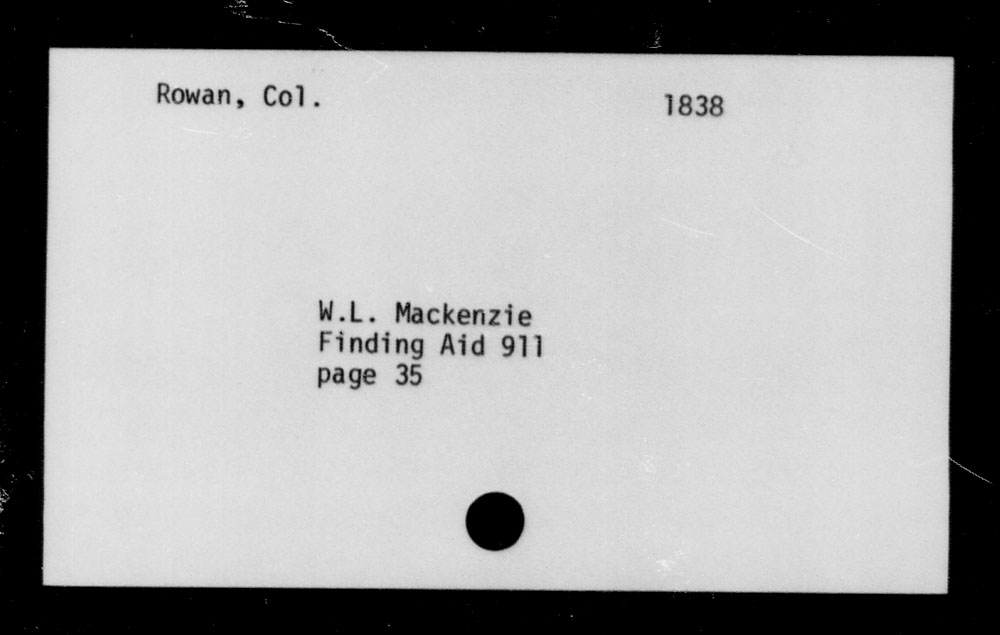 Rowan, Col.
1838
W.L. Mackenzie
Finding Aid 911
page 35